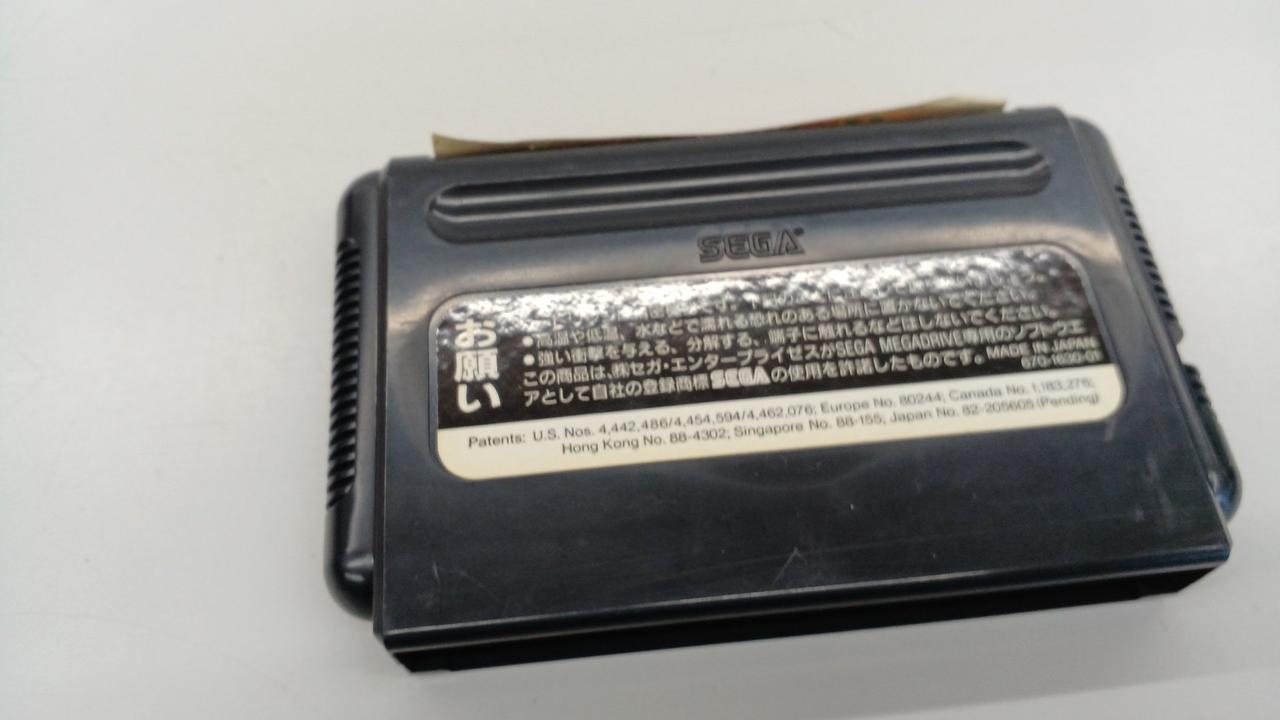 SEGA
お願い
です。
●高温や低温、水などで濡れる恐れのある場所に置かないでください。
●強い衝撃を与える、分解する、端子に触れるなどはしないでください。
この商品は、㈱セガ・エンタープライゼスがSEGA MEGADRIVE専用のソフトウエ
アとして自社の登録商標SEGAの使用を許諾したものです。 MADE IN JAPAN
670-1630-01
Patents: U.S. Nos. 4,442,486/4,454,594/4,462,076; Europe No. 80244; Canada No. 1,183,276;
Hong Kong No. 88-4302; Singapore No. 88-155; Japan No. 82-205605 (Pending)